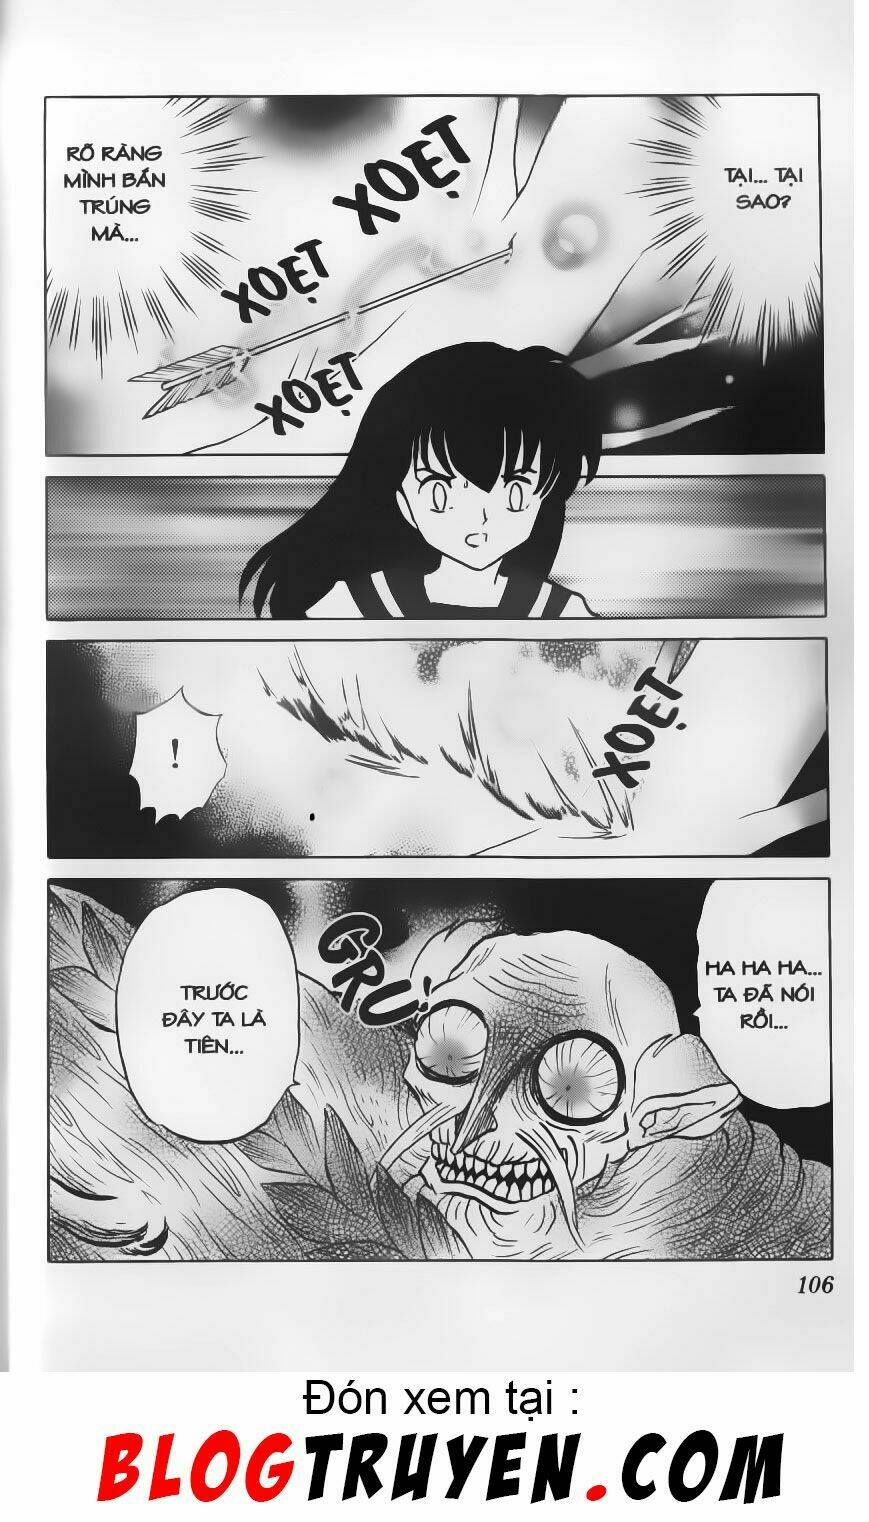 TẠI... TẠI
SAO?
RÕ RÀNG
MÌNH BẮN
TRÚNG
MÀ...
XOẸT
XOẸT
XOẸT
XOẸT
!
HA HA HA...
TA ĐÃ NÓI
RỒI...
GRU!
TRƯỚC
ĐÂY TA LÀ
TIÊN...
106
Đón xem tại :
BLOGTRUYEN.COM